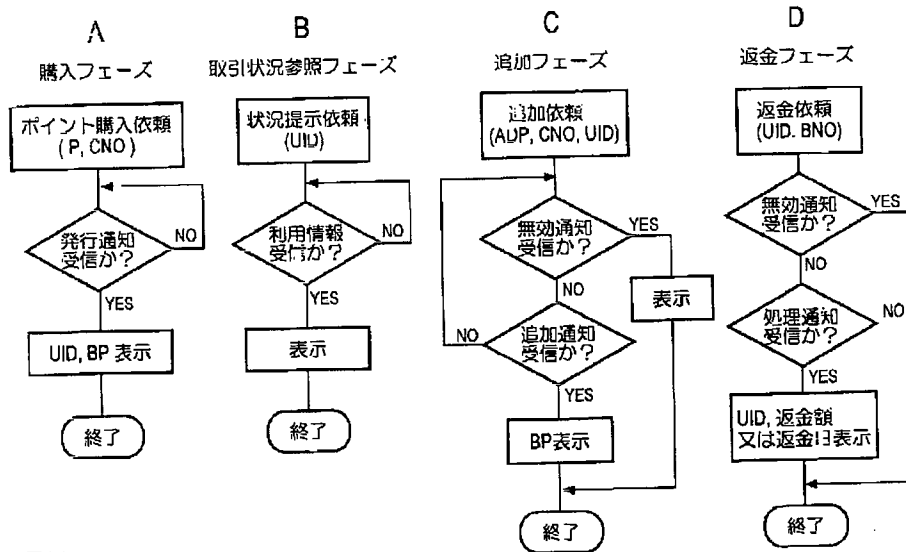 A
購入フェーズ
ポイント購入依頼
( P, CNO )
発行通知
受信か？
NO
YES
UID, BP 表示
終了
B
取引状況参照フェーズ
状況提示依頼
(UID)
利用情報
受信か？
NO
YES
表示
終了
C
追加フェーズ
追加依頼
(ADP, CNO, UID)
無効通知
受信か？
YES
NO
表示
追加通知
受信か？
NO
YES
BP表示
終了
D
返金フェーズ
返金依頼
(UID. BNO)
無効通知
受信か？
YES
NO
処理通知
受信か？
NO
YES
UID, 返金額
又は返金日表示
終了